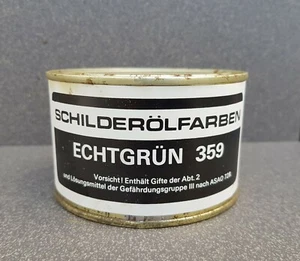 SCHILDERÖLFARBEN
ECHTGRÜN 359
Vorsicht! Enthält Gifte der Abt. 2
und Lösungsmittel der Gefährdungsgruppe III nach ASAO 728.